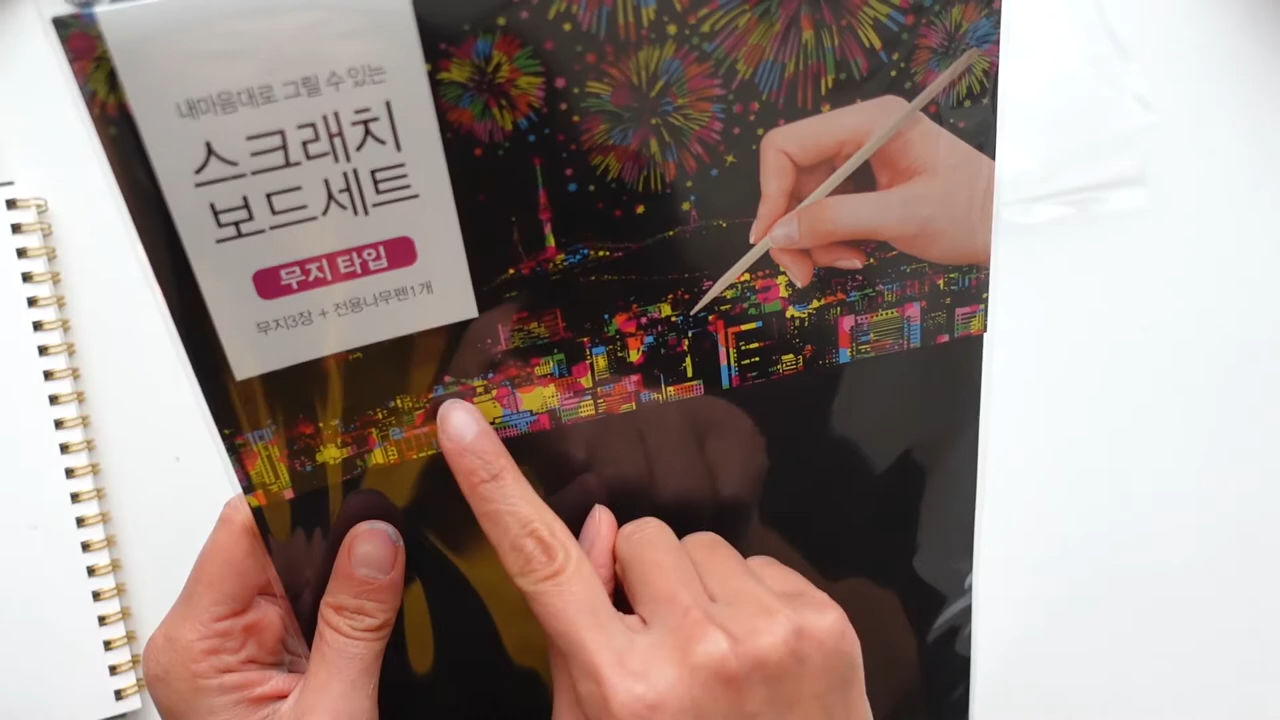 내마음대로 그릴 수 있는
스크래치
보드세트
무지 타입
무지3장 + 전용나무펜1개